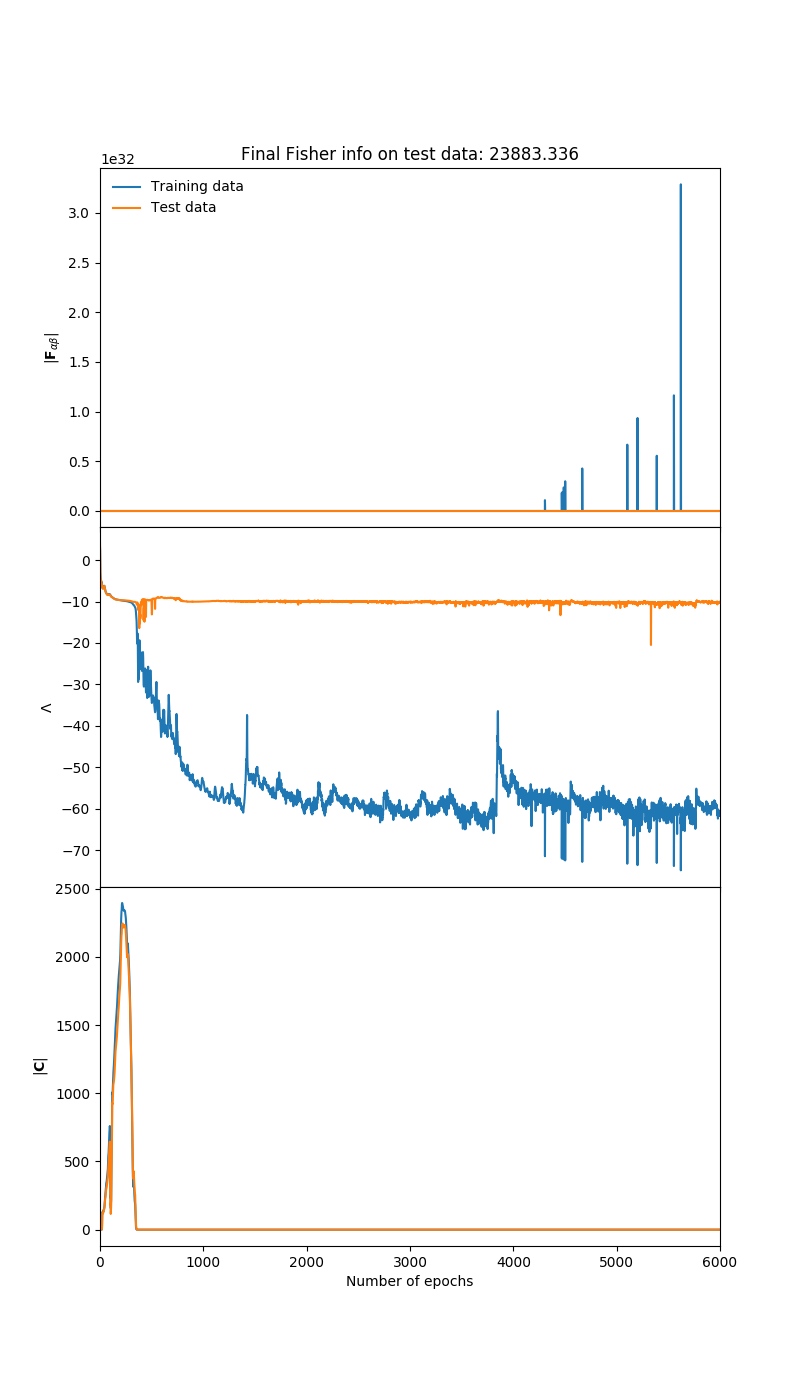 Final Fisher info on test data: 23883.336
1e32
Training data
Test data
3.0
2.5
2.0
1.5
1.0
0.5
0.0
|F_αβ|
0
−10
−20
−30
−40
−50
−60
−70
Λ
2500
2000
1500
1000
500
0
|C|
0 1000 2000 3000 4000 5000 6000
Number of epochs